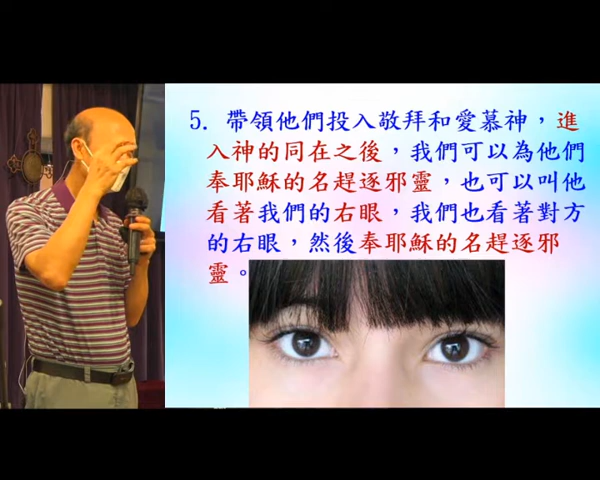 5. 帶領他們投入敬拜和愛慕神，進
入神的同在之後，我們可以為他們
奉耶穌的名趕逐邪靈，也可以叫他
看著我們的右眼，我們也看著對方
的右眼，然後奉耶穌的名趕逐邪
靈。